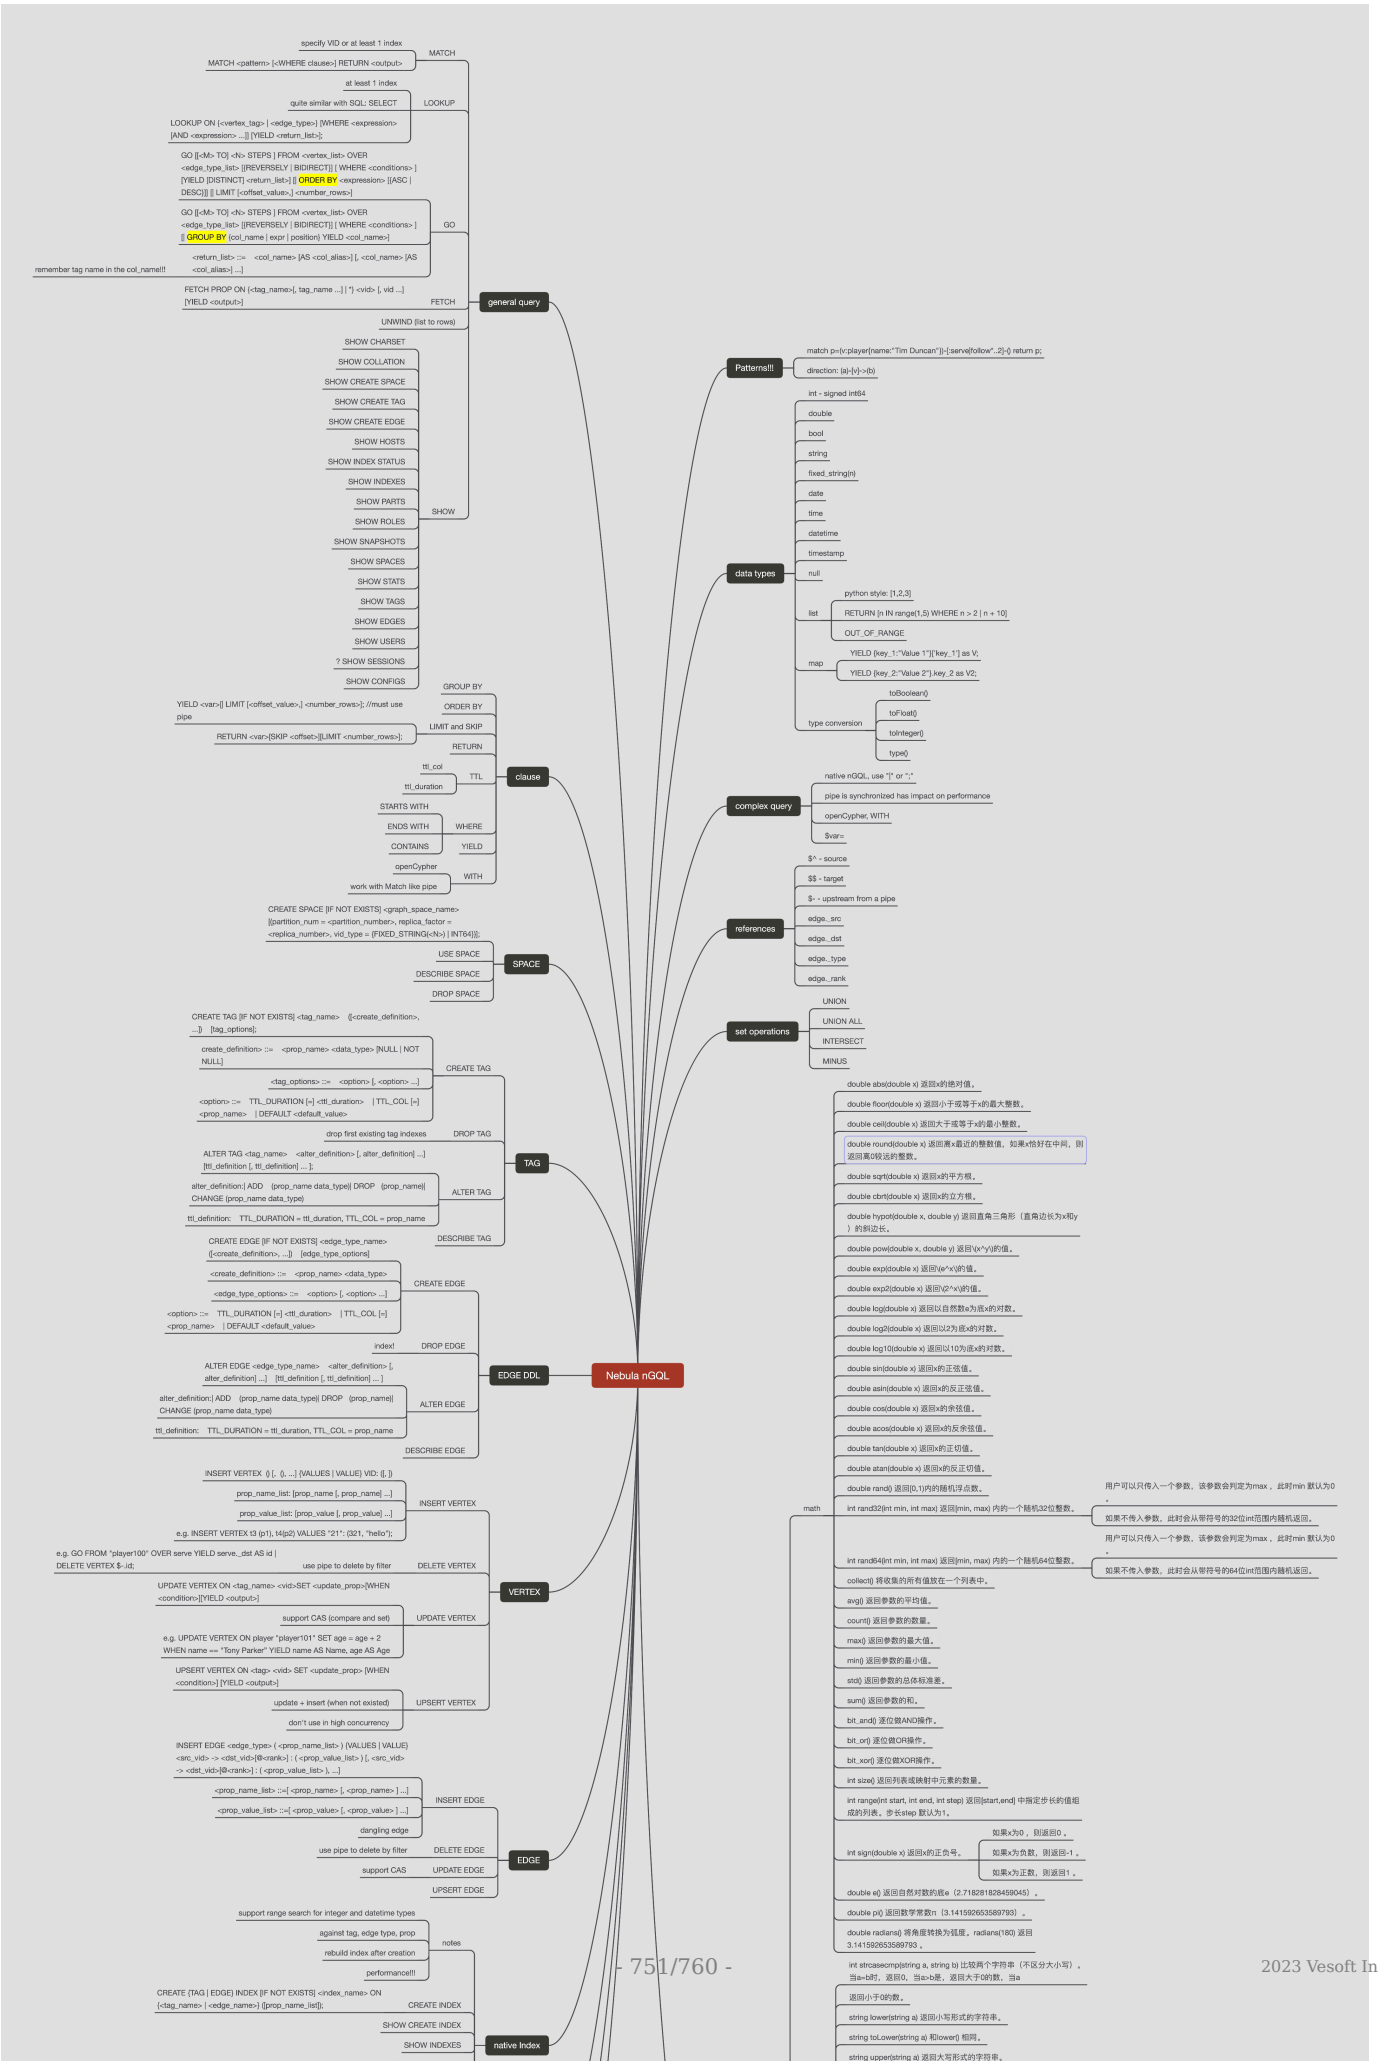 specify VID or at least 1 index
MATCH
MATCH <pattern> [<WHERE clause>] RETURN <output>
at least 1 index
quite similar with SQL: SELECT
LOOKUP
LOOKUP ON {<vertex_tag> | <edge_type>} [WHERE <expression>
[AND <expression> ...]] [YIELD <return_list>];
GO [[<M> TO] <N> STEPS ] FROM <vertex_list> OVER
<edge_type_list> [{REVERSELY | BIDIRECT}] [ WHERE <conditions> ]
[YIELD [DISTINCT] <return_list>] [| ORDER BY <expression> [{ASC |
DESC}]] [| LIMIT [<offset_value>,] <number_rows>]
GO [[<M> TO] <N> STEPS ] FROM <vertex_list> OVER
<edge_type_list> [{REVERSELY | BIDIRECT}] [ WHERE <conditions> ]
[| GROUP BY {col_name | expr | position} YIELD <col_name>]
GO
<return_list> ::= <col_name> [AS <col_alias>] [, <col_name> [AS
<col_alias>] ...]
remember tag name in the col_name!!!
FETCH PROP ON {<tag_name>[, tag_name ...] | *} <vid> [, vid ...]
[YIELD <output>]
FETCH
general query
UNWIND (list to rows)
SHOW CHARSET
SHOW COLLATION
SHOW CREATE SPACE
SHOW CREATE TAG
SHOW CREATE EDGE
SHOW HOSTS
SHOW INDEX STATUS
SHOW INDEXES
SHOW PARTS
SHOW ROLES
SHOW
SHOW SNAPSHOTS
SHOW SPACES
SHOW STATS
SHOW TAGS
SHOW EDGES
SHOW USERS
? SHOW SESSIONS
SHOW CONFIGS
GROUP BY
ORDER BY
YIELD <var>[| LIMIT [<offset_value>,] <number_rows>]; //must use
pipe
LIMIT and SKIP
RETURN <var>[SKIP <offset>][LIMIT <number_rows>];
RETURN
ttl_col
TTL
ttl_duration
clause
STARTS WITH
ENDS WITH
WHERE
CONTAINS
YIELD
openCypher
WITH
work with Match like pipe
CREATE SPACE [IF NOT EXISTS] <graph_space_name>
[(partition_num = <partition_number>, replica_factor =
<replica_number>, vid_type = {FIXED_STRING(<N>) | INT64})];
USE SPACE
SPACE
DESCRIBE SPACE
DROP SPACE
CREATE TAG [IF NOT EXISTS] <tag_name> ([<create_definition>,
...]) [tag_options];
create_definition> ::= <prop_name> <data_type> [NULL | NOT
NULL]
CREATE TAG
<tag_options> ::= <option> [, <option> ...]
<option> ::= TTL_DURATION [=] <ttl_duration> | TTL_COL [=]
<prop_name> | DEFAULT <default_value>
drop first existing tag indexes
DROP TAG
ALTER TAG <tag_name> <alter_definition> [, alter_definition] ...]
[ttl_definition [, ttl_definition] ... ];
TAG
alter_definition:| ADD (prop_name data_type)| DROP (prop_name)|
CHANGE (prop_name data_type)
ALTER TAG
ttl_definition: TTL_DURATION = ttl_duration, TTL_COL = prop_name
DESCRIBE TAG
CREATE EDGE [IF NOT EXISTS] <edge_type_name>
([<create_definition>, ...]) [edge_type_options]
<create_definition> ::= <prop_name> <data_type>
CREATE EDGE
<edge_type_options> ::= <option> [, <option> ...]
<option> ::= TTL_DURATION [=] <ttl_duration> | TTL_COL [=]
<prop_name> | DEFAULT <default_value>
index!
DROP EDGE
ALTER EDGE <edge_type_name> <alter_definition> [,
alter_definition] ...] [ttl_definition [, ttl_definition] ... ]
EDGE DDL
alter_definition:| ADD (prop_name data_type)| DROP (prop_name)|
CHANGE (prop_name data_type)
ALTER EDGE
ttl_definition: TTL_DURATION = ttl_duration, TTL_COL = prop_name
DESCRIBE EDGE
INSERT VERTEX () [, (), ...] {VALUES | VALUE} VID: ([, ])
prop_name_list: [prop_name [, prop_name] ...]
INSERT VERTEX
prop_value_list: [prop_value [, prop_value] ...]
e.g. INSERT VERTEX t3 (p1), t4(p2) VALUES "21": (321, "hello");
e.g. GO FROM "player100" OVER serve YIELD serve._dst AS id |
DELETE VERTEX $-.id;
use pipe to delete by filter
DELETE VERTEX
UPDATE VERTEX ON <tag_name> <vid>SET <update_prop>[WHEN
<condition>][YIELD <output>]
VERTEX
support CAS (compare and set)
UPDATE VERTEX
e.g. UPDATE VERTEX ON player "player101" SET age = age + 2
WHEN name == "Tony Parker" YIELD name AS Name, age AS Age
UPSERT VERTEX ON <tag> <vid> SET <update_prop> [WHEN
<condition>] [YIELD <output>]
update + insert (when not existed)
UPSERT VERTEX
don't use in high concurrency
INSERT EDGE <edge_type> ( <prop_name_list> ) {VALUES | VALUE}
<src_vid> -> <dst_vid>[@<rank>] : ( <prop_value_list> ) [, <src_vid>
-> <dst_vid>[@<rank>] : ( <prop_value_list> ), ...]
<prop_name_list> ::=[ <prop_name> [, <prop_name> ] ...]
INSERT EDGE
<prop_value_list> ::=[ <prop_value> [, <prop_value> ] ...]
dangling edge
use pipe to delete by filter
DELETE EDGE
EDGE
support CAS
UPDATE EDGE
UPSERT EDGE
support range search for integer and datetime types
against tag, edge type, prop
notes
rebuild index after creation
performance!!!
CREATE {TAG | EDGE} INDEX [IF NOT EXISTS] <index_name> ON
{<tag_name> | <edge_name>} ([prop_name_list]);
CREATE INDEX
SHOW CREATE INDEX
SHOW INDEXES
native Index
Nebula nGQL
Patterns!!!
match p=(v:player{name:"Tim Duncan"})-[:serve|follow*..2]-() return p;
direction: (a)-[v]->(b)
int - signed int64
double
bool
string
fixed_string(n)
date
time
datetime
timestamp
data types
null
python style: [1,2,3]
list
RETURN [n IN range(1,5) WHERE n > 2 | n + 10]
OUT_OF_RANGE
YIELD {key_1:"Value 1"}['key_1'] as V;
map
YIELD {key_2:"Value 2"}.key_2 as V2;
toBoolean()
toFloat()
type conversion
toInteger()
type()
native nGQL, use "|" or ";"
pipe is synchronized has impact on performance
complex query
openCypher, WITH
$var=
$^ - source
$$ - target
$- - upstream from a pipe
references
edge._src
edge._dst
edge._type
edge._rank
UNION
UNION ALL
set operations
INTERSECT
MINUS
double abs(double x) 返回x的绝对值。
double floor(double x) 返回小于或等于x的最大整数。
double ceil(double x) 返回大于或等于x的最小整数。
double round(double x) 返回离x最近的整数值，如果x恰好在中间，则
返回离0较远的整数。
double sqrt(double x) 返回x的平方根。
double cbrt(double x) 返回x的立方根。
double hypot(double x, double y) 返回直角三角形（直角边长为x和y
）的斜边长。
double pow(double x, double y) 返回\(x^y\)的值。
double exp(double x) 返回\(e^x\)的值。
double exp2(double x) 返回\(2^x\)的值。
double log(double x) 返回以自然数e为底x的对数。
double log2(double x) 返回以2为底x的对数。
double log10(double x) 返回以10为底x的对数。
double sin(double x) 返回x的正弦值。
double asin(double x) 返回x的反正弦值。
double cos(double x) 返回x的余弦值。
double acos(double x) 返回x的反余弦值。
double tan(double x) 返回x的正切值。
double atan(double x) 返回x的反正切值。
double rand() 返回[0,1)内的随机浮点数。
math
int rand32(int min, int max) 返回[min, max) 内的一个随机32位整数。
用户可以只传入一个参数，该参数会判定为max ，此时min 默认为0
。
如果不传入参数，此时会从带符号的32位int范围内随机返回。
int rand64(int min, int max) 返回[min, max) 内的一个随机64位整数。
用户可以只传入一个参数，该参数会判定为max ，此时min 默认为0
。
如果不传入参数，此时会从带符号的64位int范围内随机返回。
collect() 将收集的所有值放在一个列表中。
avg() 返回参数的平均值。
count() 返回参数的数量。
max() 返回参数的最大值。
min() 返回参数的最小值。
std() 返回参数的总体标准差。
sum() 返回参数的和。
bit_and() 逐位做AND操作。
bit_or() 逐位做OR操作。
bit_xor() 逐位做XOR操作。
int size() 返回列表或映射中元素的数量。
int range(int start, int end, int step) 返回[start,end] 中指定步长的值组
成的列表。步长step 默认为1。
int sign(double x) 返回x的正负号。
如果x为0 ，则返回0 。
如果x为负数，则返回-1 。
如果x为正数，则返回1 。
double e() 返回自然对数的底e（2.718281828459045）。
double pi() 返回数学常数π（3.141592653589793）。
double radians() 将角度转换为弧度。radians(180) 返回
3.141592653589793 。
int strcasecmp(string a, string b) 比较两个字符串（不区分大小写）。
当a=b时，返回0，当a>b是，返回大于0的数，当a
返回小于0的数。
string lower(string a) 返回小写形式的字符串。
string toLower(string a) 和lower() 相同。
string upper(string a) 返回大写形式的字符串。
- 751/760 -
2023 Vesoft In